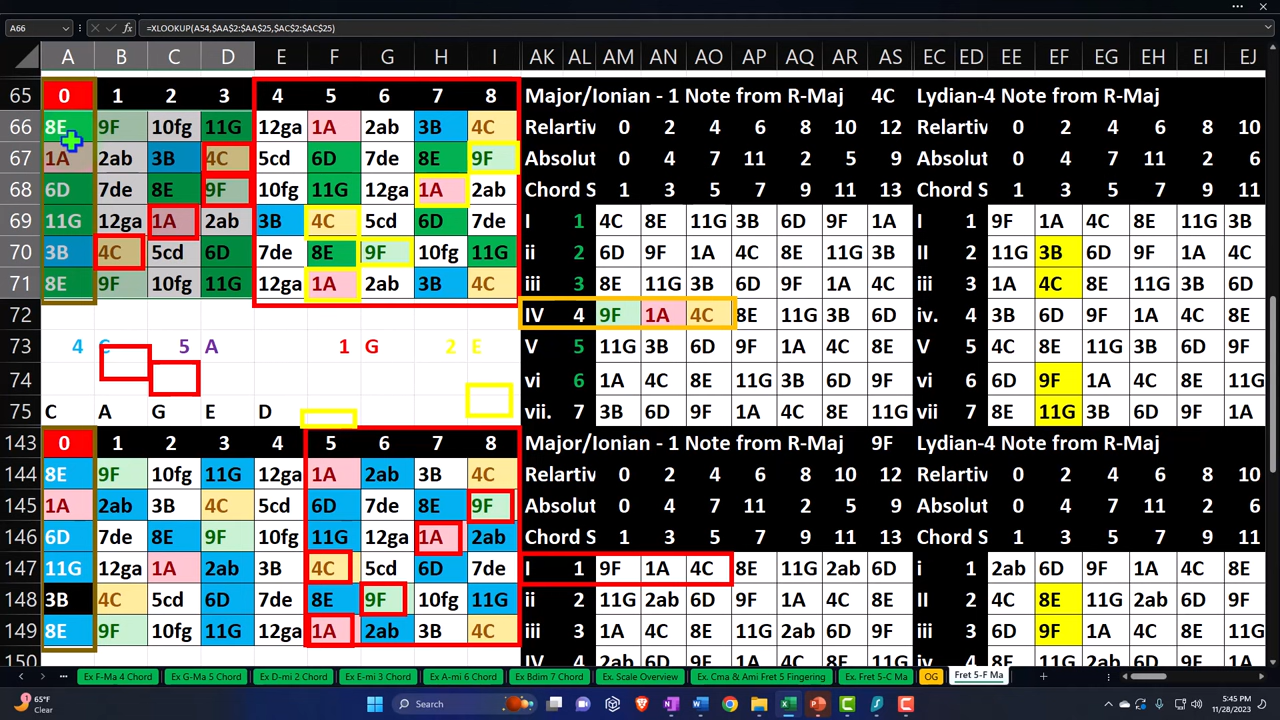 A66 fx =XLOOKUP(A54,$AA$2:$AA$25,$AC$2:$AC$25)
A B C D E F G H I AK AL AM AN AO AP AQ AR AS EC ED EE EF EG EH EI EJ
65 0 1 2 3 4 5 6 7 8 Major/Ionian - 1 Note from R-Maj 4C Lydian-4 Note from R-Maj
66 8E 9F 10fg 11G 12ga 1A 2ab 3B 4C Relartiv 0 2 4 6 8 10 12 Relartiv 0 2 4 6 8 10
67 1A 2ab 3B 4C 5cd 6D 7de 8E 9F Absolut 0 4 7 11 2 5 9 Absolut 0 4 7 11 2 6
68 6D 7de 8E 9F 10fg 11G 12ga 1A 2ab Chord S 1 3 5 7 9 11 13 Chord S 1 3 5 7 9 11
69 11G 12ga 1A 2ab 3B 4C 5cd 6D 7de I 1 4C 8E 11G 3B 6D 9F 1A I 1 9F 1A 4C 8E 11G 3B
70 3B 4C 5cd 6D 7de 8E 9F 10fg 11G ii 2 6D 9F 1A 4C 8E 11G 3B II 2 11G 3B 6D 9F 1A 4C
71 8E 9F 10fg 11G 12ga 1A 2ab 3B 4C iii 3 8E 11G 3B 6D 9F 1A 4C iii 3 1A 4C 8E 11G 3B 6D
72 IV 4 9F 1A 4C 8E 11G 3B 6D iv. 4 3B 6D 9F 1A 4C 8E
73 4 C 5 A 1 G 2 E V 5 11G 3B 6D 9F 1A 4C 8E V 5 4C 8E 11G 3B 6D 9F
74 vi 6 1A 4C 8E 11G 3B 6D 9F vi 6 6D 9F 1A 4C 8E 11G
75 C A G E D vii. 7 3B 6D 9F 1A 4C 8E 11G vii 7 8E 11G 3B 6D 9F 1A
143 0 1 2 3 4 5 6 7 8 Major/Ionian - 1 Note from R-Maj 9F Lydian-4 Note from R-Maj
144 8E 9F 10fg 11G 12ga 1A 2ab 3B 4C Relartiv 0 2 4 6 8 10 12 Relartiv 0 2 4 6 8 10
145 1A 2ab 3B 4C 5cd 6D 7de 8E 9F Absolut 0 4 7 11 2 5 9 Absolut 0 4 7 11 2 6
146 6D 7de 8E 9F 10fg 11G 12ga 1A 2ab Chord S 1 3 5 7 9 11 13 Chord S 1 3 5 7 9 11
147 11G 12ga 1A 2ab 3B 4C 5cd 6D 7de I 1 9F 1A 4C 8E 11G 2ab 6D i 1 2ab 6D 9F 1A 4C 8E
148 3B 4C 5cd 6D 7de 8E 9F 10fg 11G ii 2 11G 2ab 6D 9F 1A 4C 8E II 2 4C 8E 11G 2ab 6D 9F
149 8E 9F 10fg 11G 12ga 1A 2ab 3B 4C iii 3 1A 4C 8E 11G 2ab 6D 9F iii 3 6D 9F 1A 4C 8E 11G
150 IV 4 2ab 6D 9F 1A 4C 8E 11G iv. 4 8E 11G 2ab 6D 9F 1A
Ex F-Ma 4 Chord Ex G-Ma 5 Chord Ex D-mi 2 Chord Ex E-mi 3 Chord Ex A-mi 6 Chord Ex Bdim 7 Chord Ex. Scale Overview Ex. Cma & Ami Fret 5 Fingering Ex. Fret 5-C Ma OG Fret 5-F Ma
65°F
Clear
Search
5:45 PM
11/28/2023